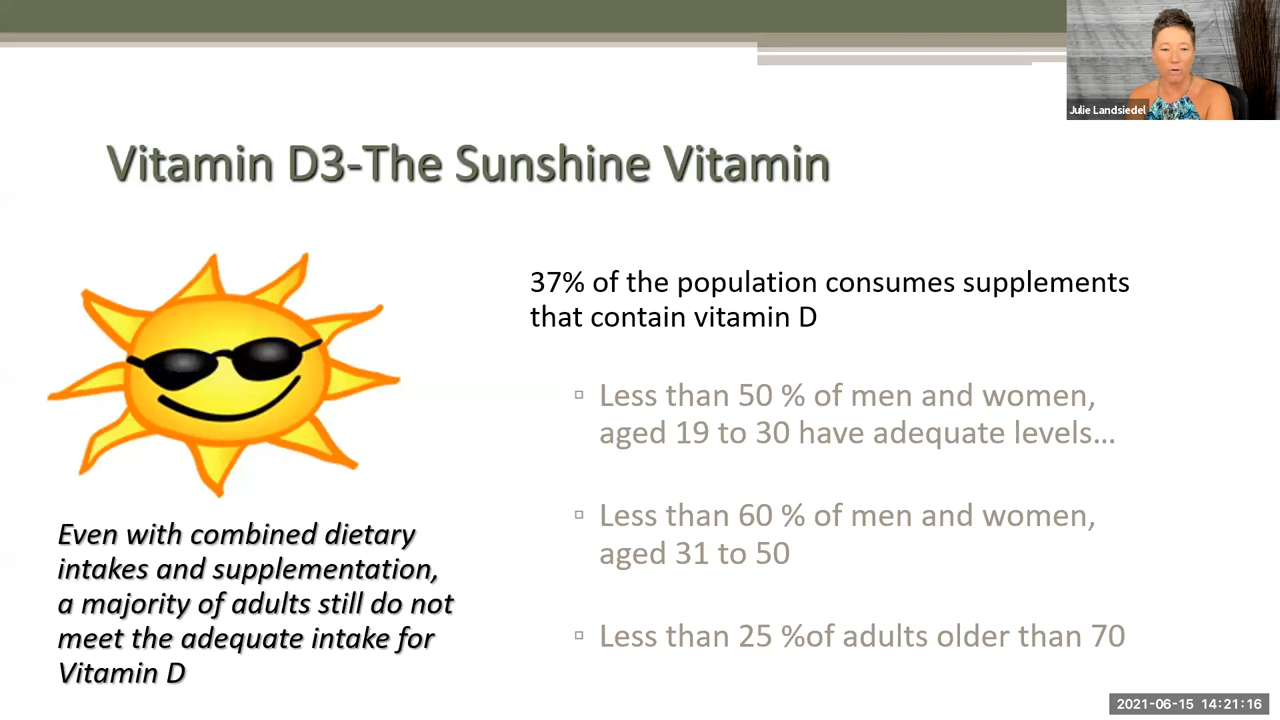 Julie Landsiedel
Vitamin D3-The Sunshine Vitamin
37% of the population consumes supplements
that contain vitamin D
▫ Less than 50 % of men and women,
aged 19 to 30 have adequate levels…
▫ Less than 60 % of men and women,
aged 31 to 50
▫ Less than 25 %of adults older than 70
Even with combined dietary
intakes and supplementation,
a majority of adults still do not
meet the adequate intake for
Vitamin D
2021-06-15 14:21:16